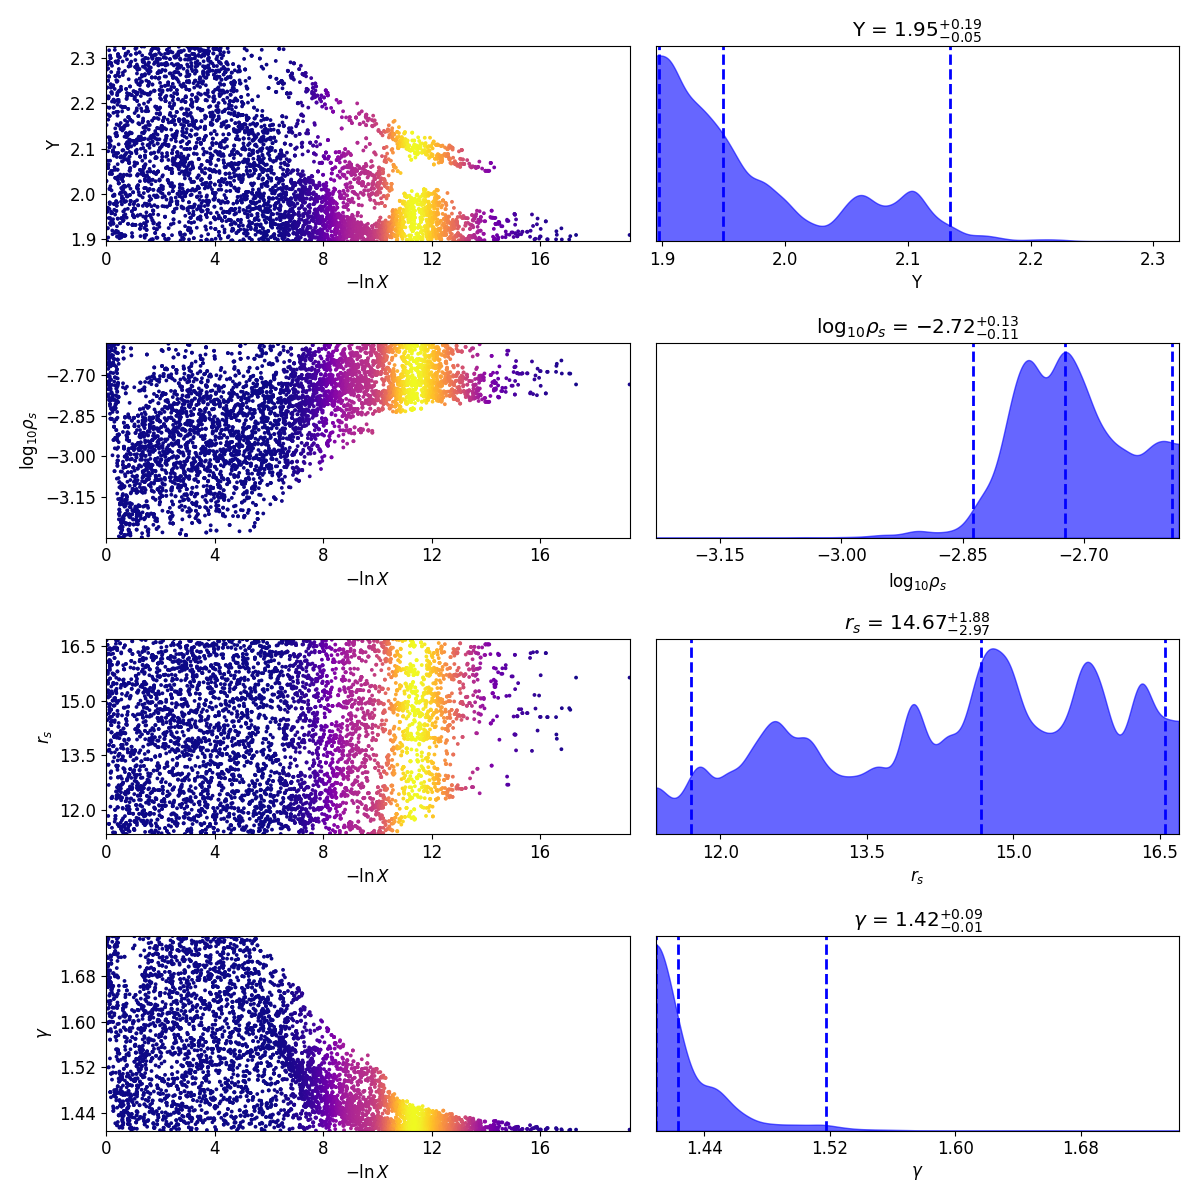 Y = 1.95^{+0.19}_{−0.05}
2.3
2.2
2.1
2.0
1.9
Y
0 4 8 12 16
−ln X
1.9 2.0 2.1 2.2 2.3
Y
log₁₀ρₛ = −2.72^{+0.13}_{−0.11}
−2.70
−2.85
−3.00
−3.15
log₁₀ρₛ
0 4 8 12 16
−ln X
−3.15 −3.00 −2.85 −2.70
log₁₀ρₛ
rₛ = 14.67^{+1.88}_{−2.97}
16.5
15.0
13.5
12.0
rₛ
0 4 8 12 16
−ln X
12.0 13.5 15.0 16.5
rₛ
γ = 1.42^{+0.09}_{−0.01}
1.68
1.60
1.52
1.44
γ
0 4 8 12 16
−ln X
1.44 1.52 1.60 1.68
γ